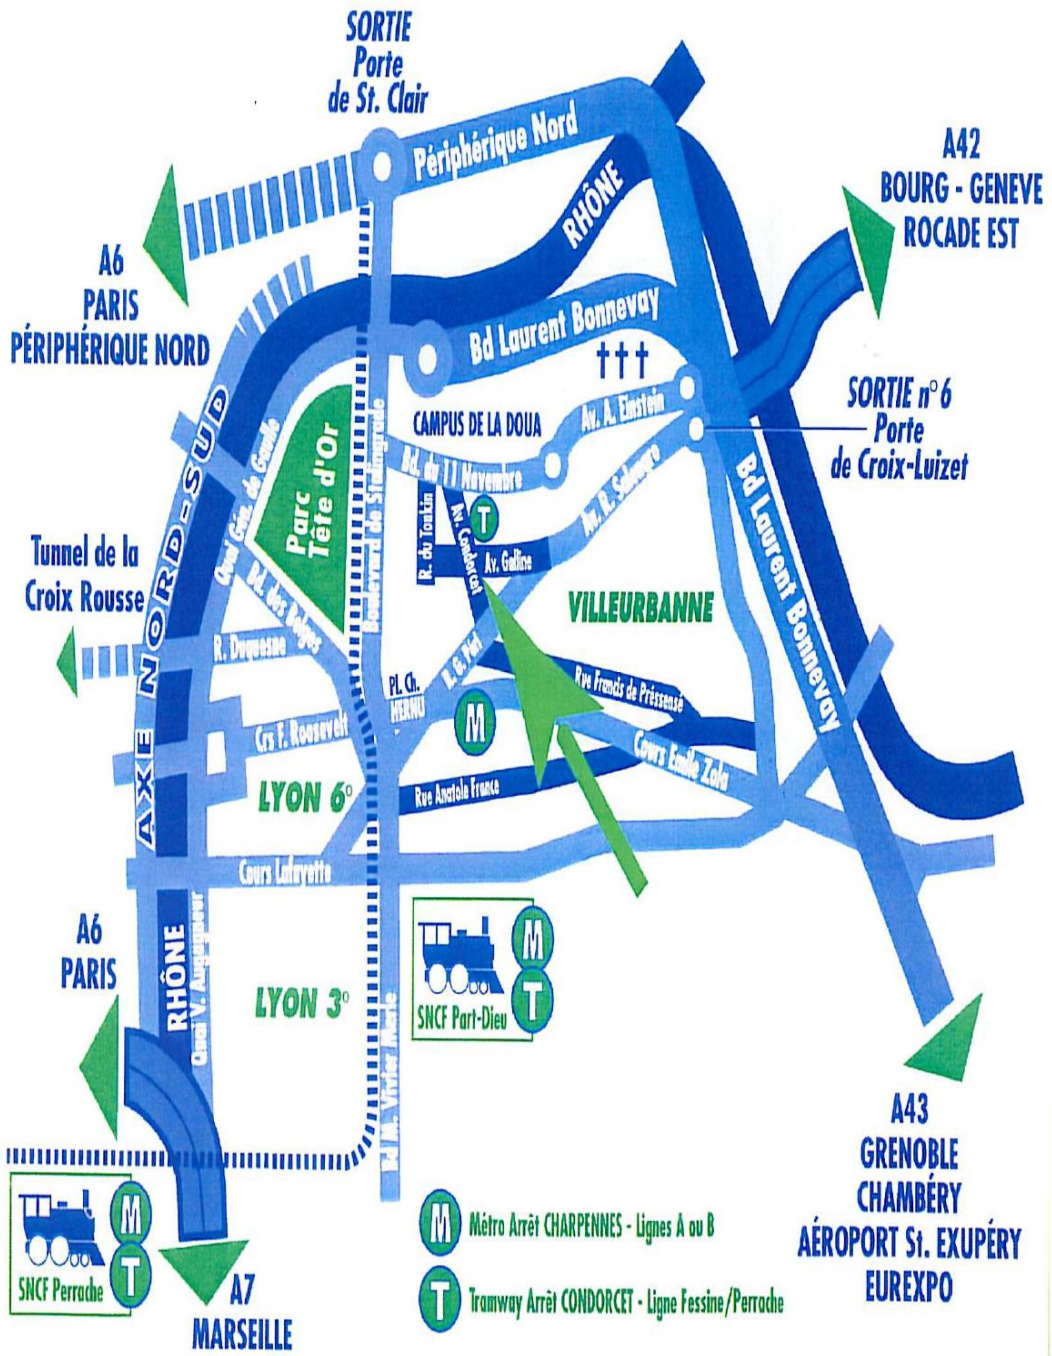 SORTIE
Porte
de St. Clair
Périphérique Nord
A42
BOURG - GENEVE
ROCADE EST
RHÔNE
A6
PARIS
PÉRIPHÉRIQUE NORD
Bd Laurent Bonnevay
†††
SORTIE n°6
Porte
de Croix-Luizet
Av. A. Einstein
CAMPUS DE LA DOUA
Bd. du 11 Novembre
Av. R. Salengro
Parc
Tête d'Or
Quai Gén. de Gaulle
Boulevard de Stalingrade
AXE NORD-SUD
R. du Tonkin
Av. Condorcet
T
Av. Galline
Bd Laurent Bonnevay
Tunnel de la
Croix Rousse
Bd. des Belges
R. Duquesne
VILLEURBANNE
R. G. Péri
Pl. Ch.
HERNU
M
Rue Francis de Préssensé
Crs F. Roosevelt
Cours Emile Zola
LYON 6°
Rue Anatole France
Cours Lafayette
A6
PARIS
RHÔNE
Quai V. Augagneur
LYON 3°
Bd M. Vivier Merle
SNCF Part-Dieu
M
T
A43
GRENOBLE
CHAMBÉRY
AÉROPORT St. EXUPÉRY
EUREXPO
SNCF Perrache
M
T
A7
MARSEILLE
M Métro Arrêt CHARPENNES - Lignes A ou B
T Tramway Arrêt CONDORCET - Ligne Fessine/Perrache